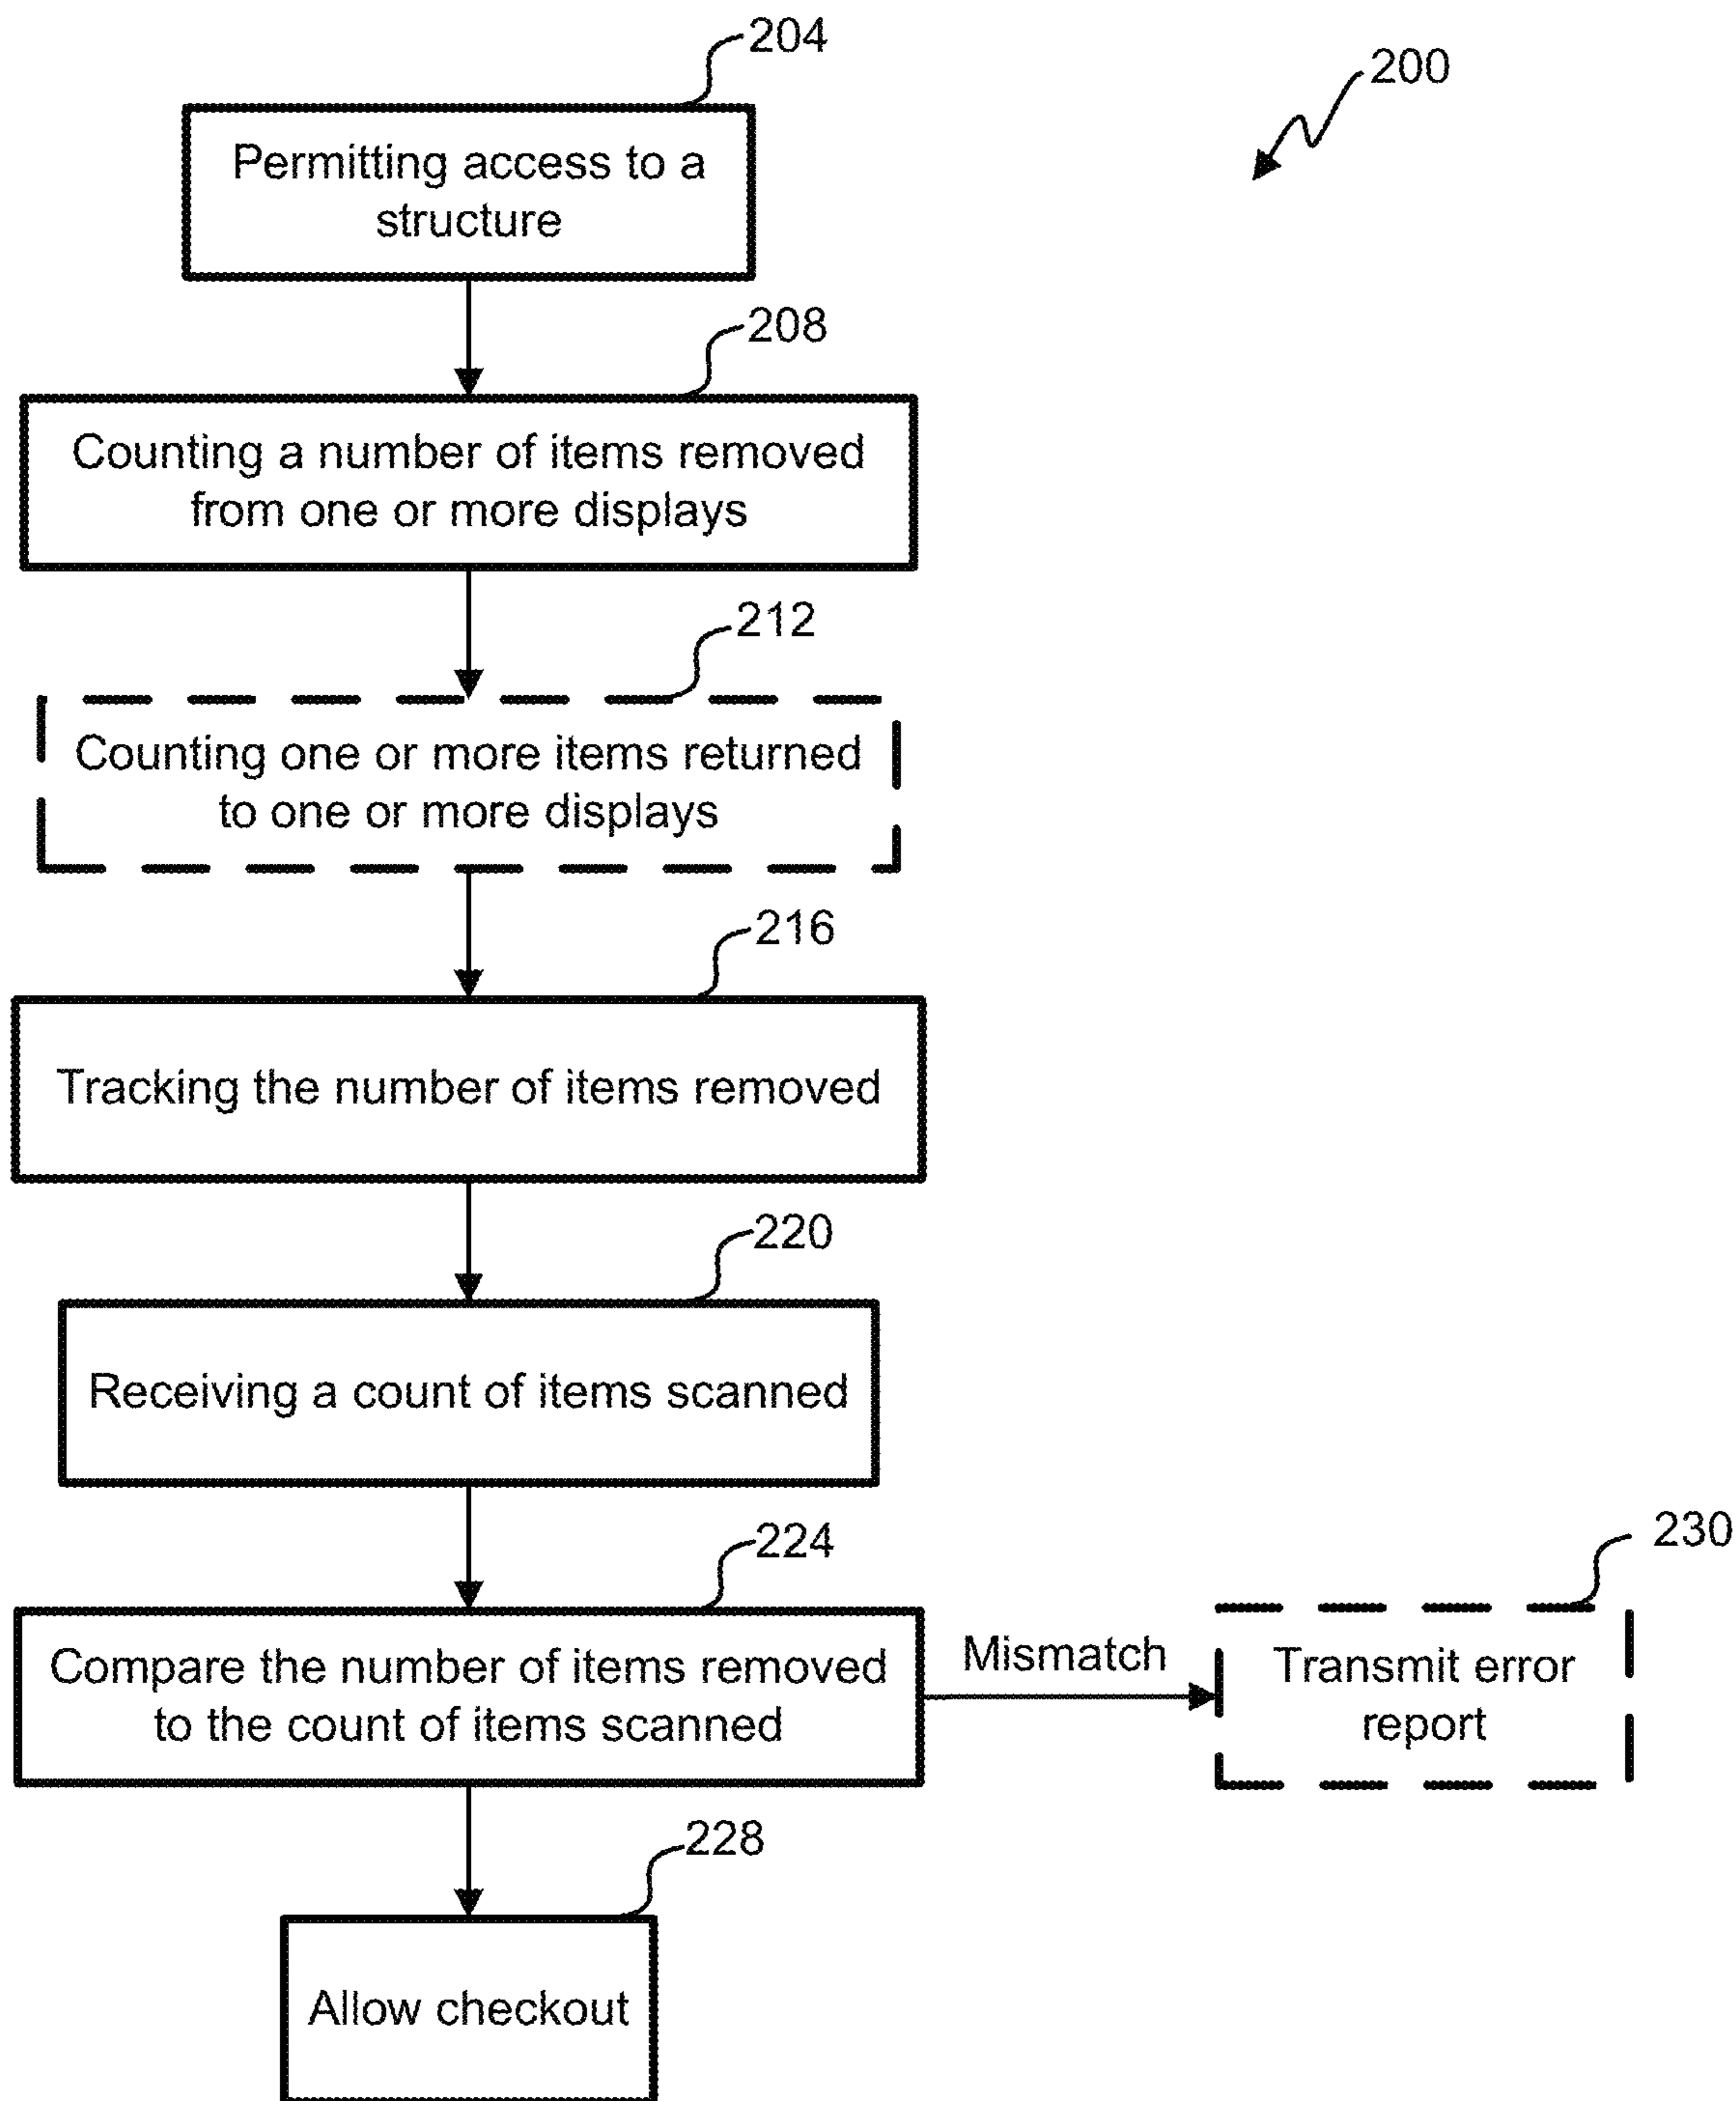 204
200
Permitting access to a
structure
208
Counting a number of items removed
from one or more displays
212
Counting one or more items returned
to one or more displays
216
Tracking the number of items removed
220
Receiving a count of items scanned
224
230
Compare the number of items removed
to the count of items scanned
Mismatch
Transmit error
report
228
Allow checkout